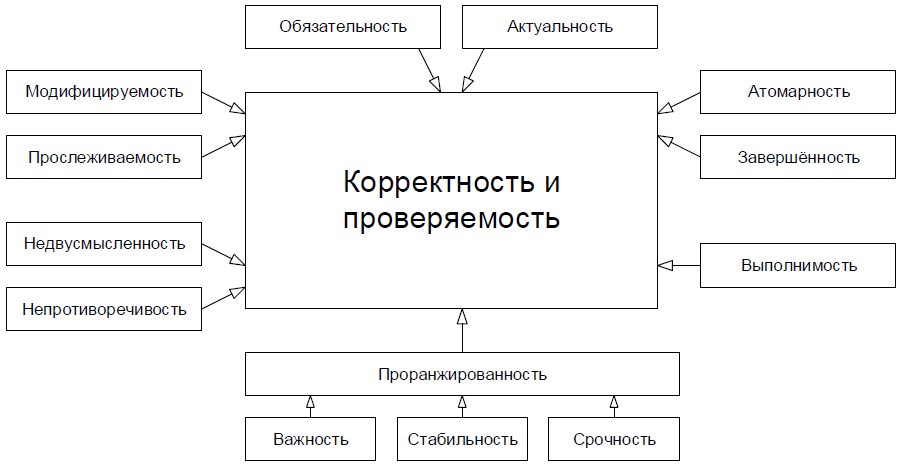 Обязательность
Актуальность
Модифицируемость
Атомарность
Прослеживаемость
Завершённость
Корректность и
проверяемость
Недвусмысленность
Выполнимость
Непротиворечивость
Проранжированность
Важность
Стабильность
Срочность